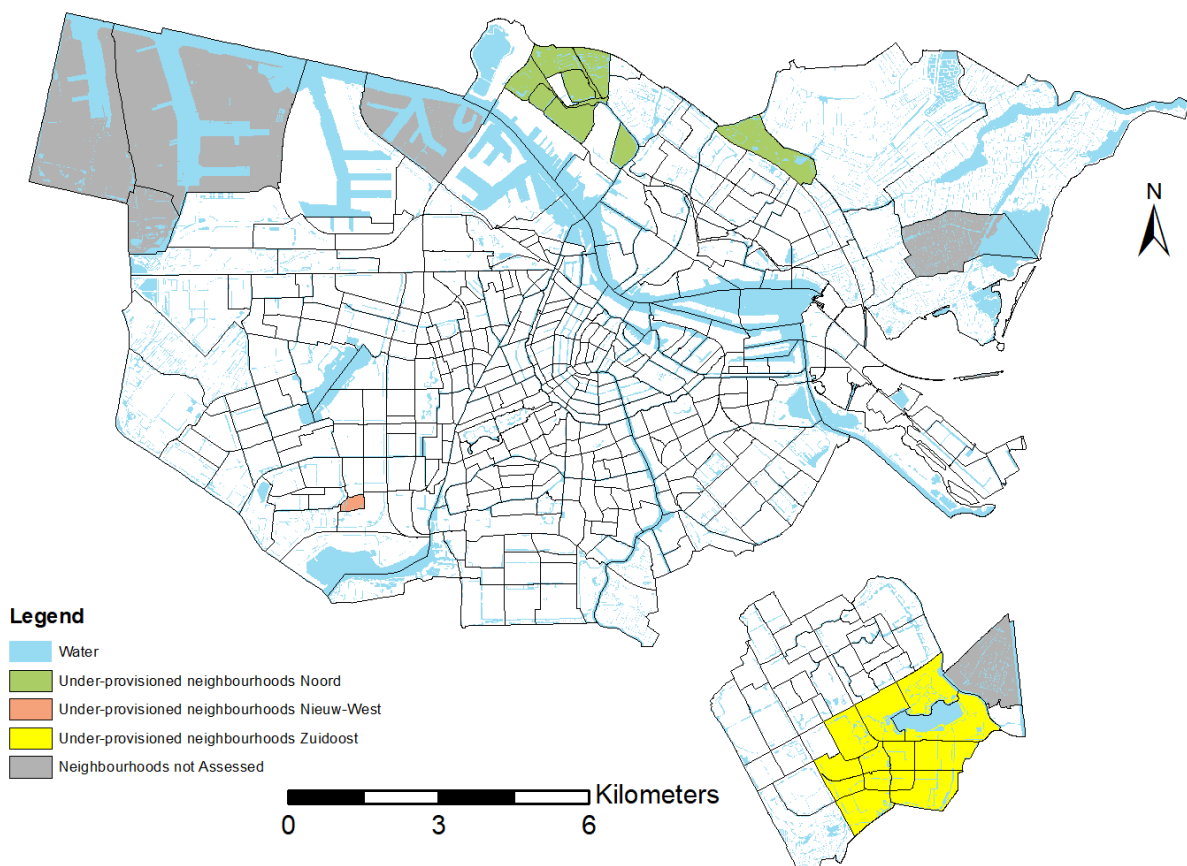 N
Legend
Water
Under-provisioned neighbourhoods Noord
Under-provisioned neighbourhoods Nieuw-West
Under-provisioned neighbourhoods Zuidoost
Neighbourhoods not Assessed
Kilometers
0 3 6